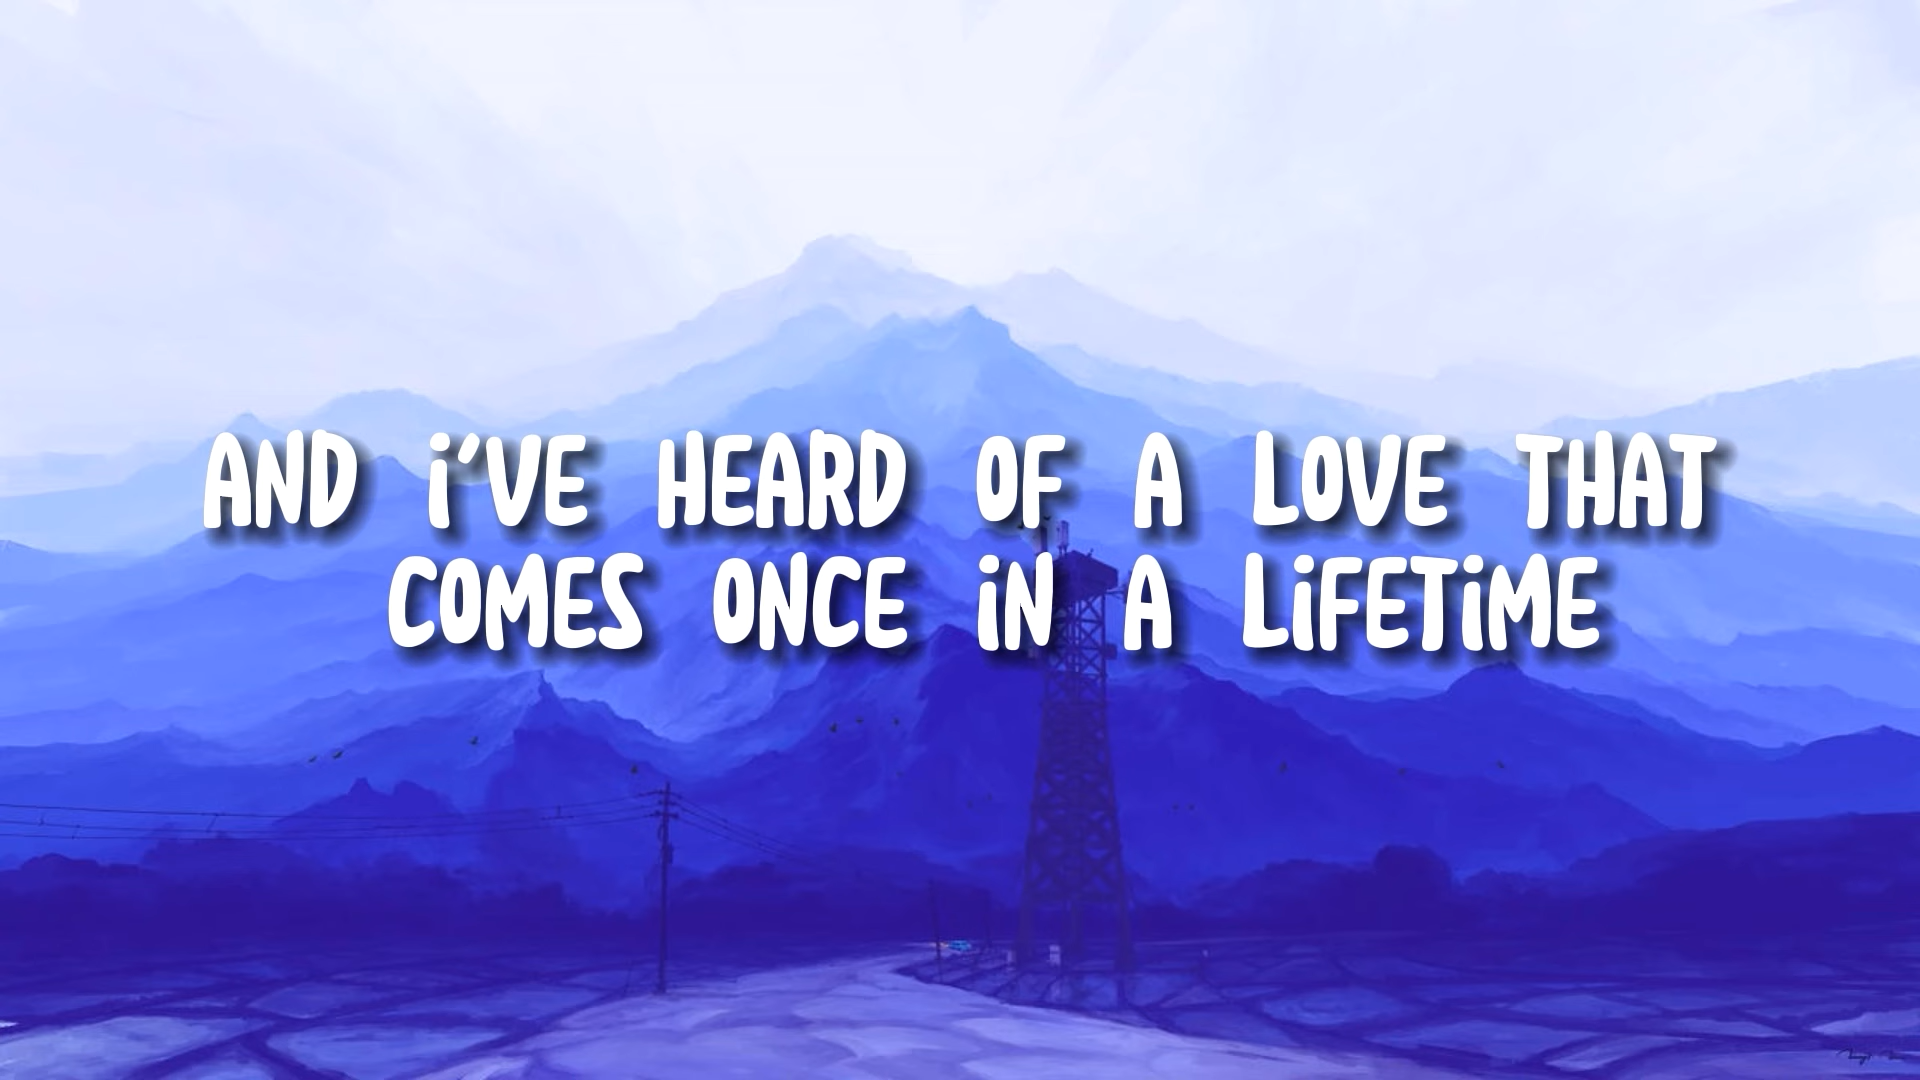 AND i'VE HEARD OF A LOVE THAT
COMES ONCE iN A LiFETiME